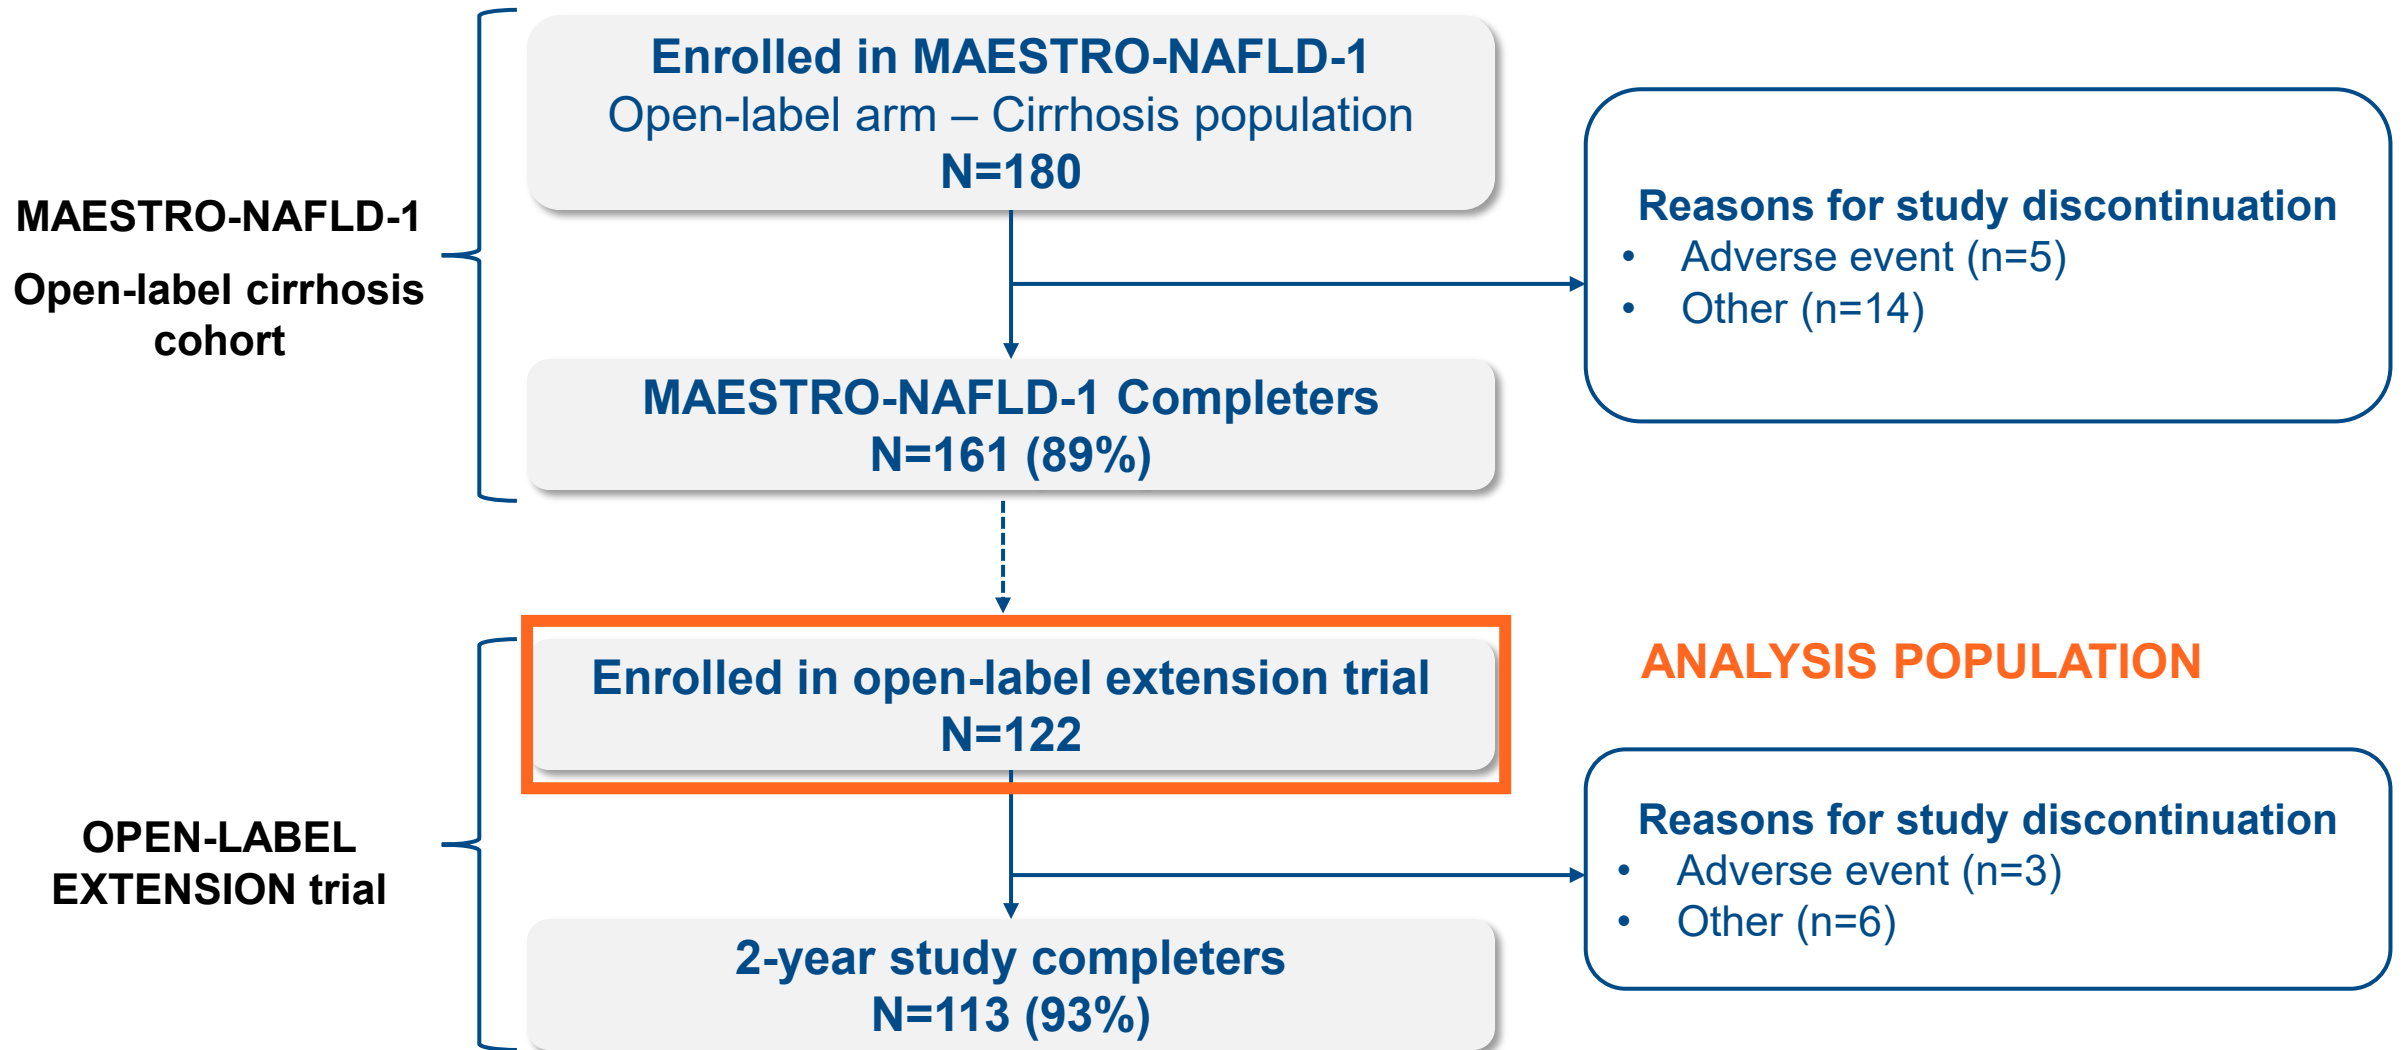 Enrolled in MAESTRO-NAFLD-1
Open-label arm – Cirrhosis population
N=180
MAESTRO-NAFLD-1
Open-label cirrhosis
cohort
Reasons for study discontinuation
• Adverse event (n=5)
• Other (n=14)
MAESTRO-NAFLD-1 Completers
N=161 (89%)
Enrolled in open-label extension trial
N=122
ANALYSIS POPULATION
OPEN-LABEL
EXTENSION trial
Reasons for study discontinuation
• Adverse event (n=3)
• Other (n=6)
2-year study completers
N=113 (93%)